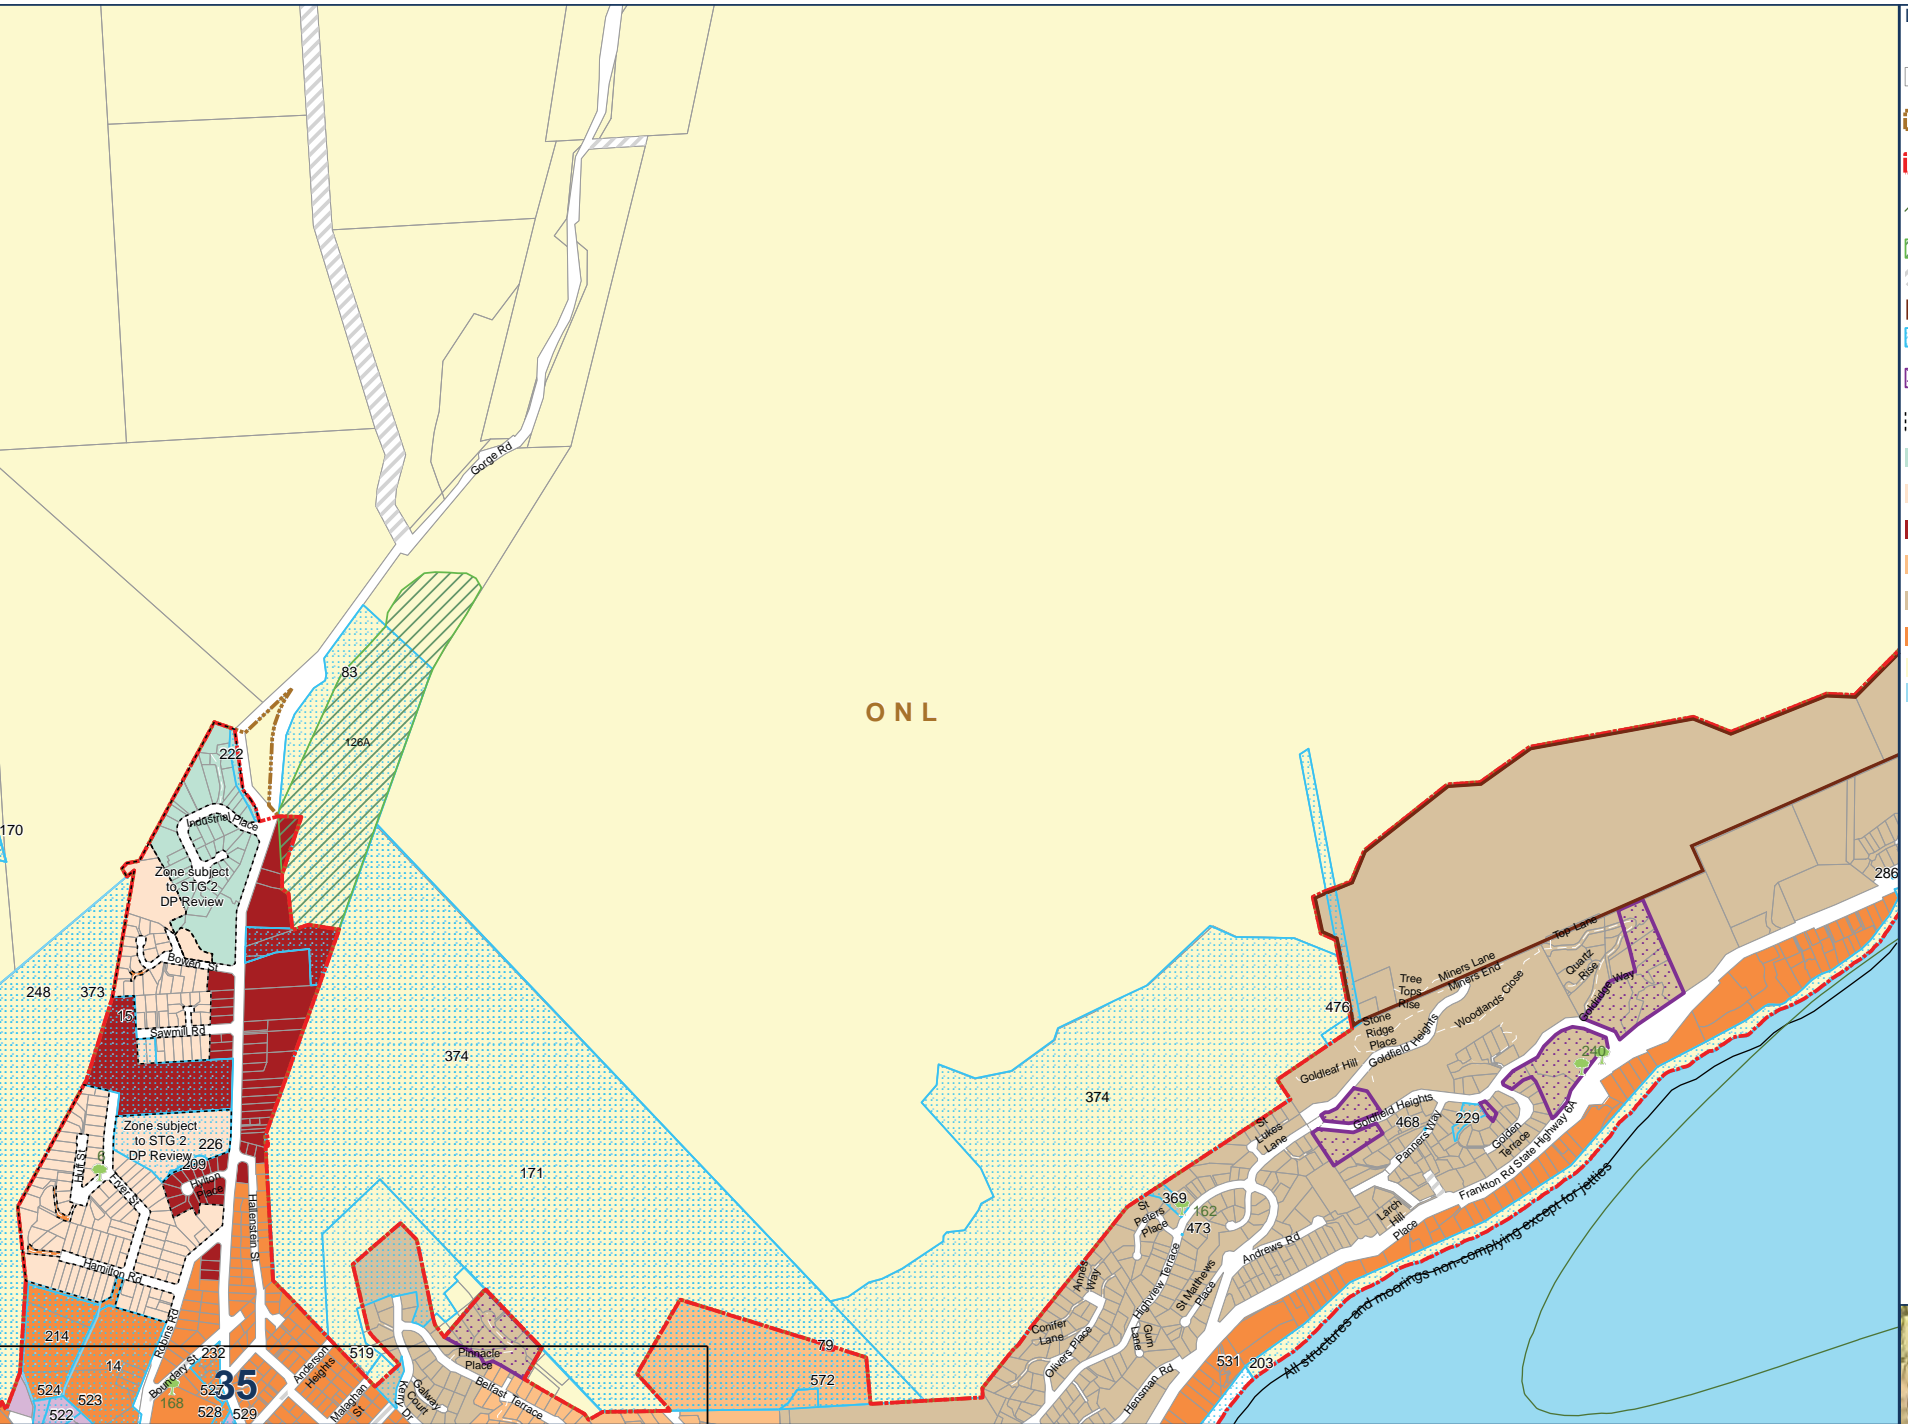 Gorge Rd
83
O N L
126A
222
Industrial Place
170
Zone subject
to STG 2
DP Review
286
Top Lane
Bowen St
Quartz
Rise
Miners Lane
Miners End
Tree
Tops
Rise
Goldridge Way
248
373
Woodlands Close
476
15
Stone
Ridge
Place
Sawmill Rd
Goldfield Heights
374
240
Goldleaf Hill
374
Goldfield Heights
468
229
Zone subject
to STG 2
DP Review
226
St
Lukes
Lane
Panners Way
Golden
Terrace
Frankton Rd State Highway 6A
6
Huff St
209
Hylton
Place
171
Fryer St
369
162
473
St
Peters
Place
Larch
Hill
Place
Hallenstein St
Andrews Rd
All structures and moorings non-complying except for jetties
Hamilton Rd
Annes
Way
Highview Terrace
St Matthews
Place
214
Robins Rd
Conifer
Lane
Gum
Lane
Olivers Place
79
232
519
Pinnacle
Place
14
Boundary St
Anderson
Heights
531
203
572
524
523
527
35
168
Kerry Dr
Galway
Court
Belfast Terrace
Hensman Rd
522
528
529
Malaghan
St